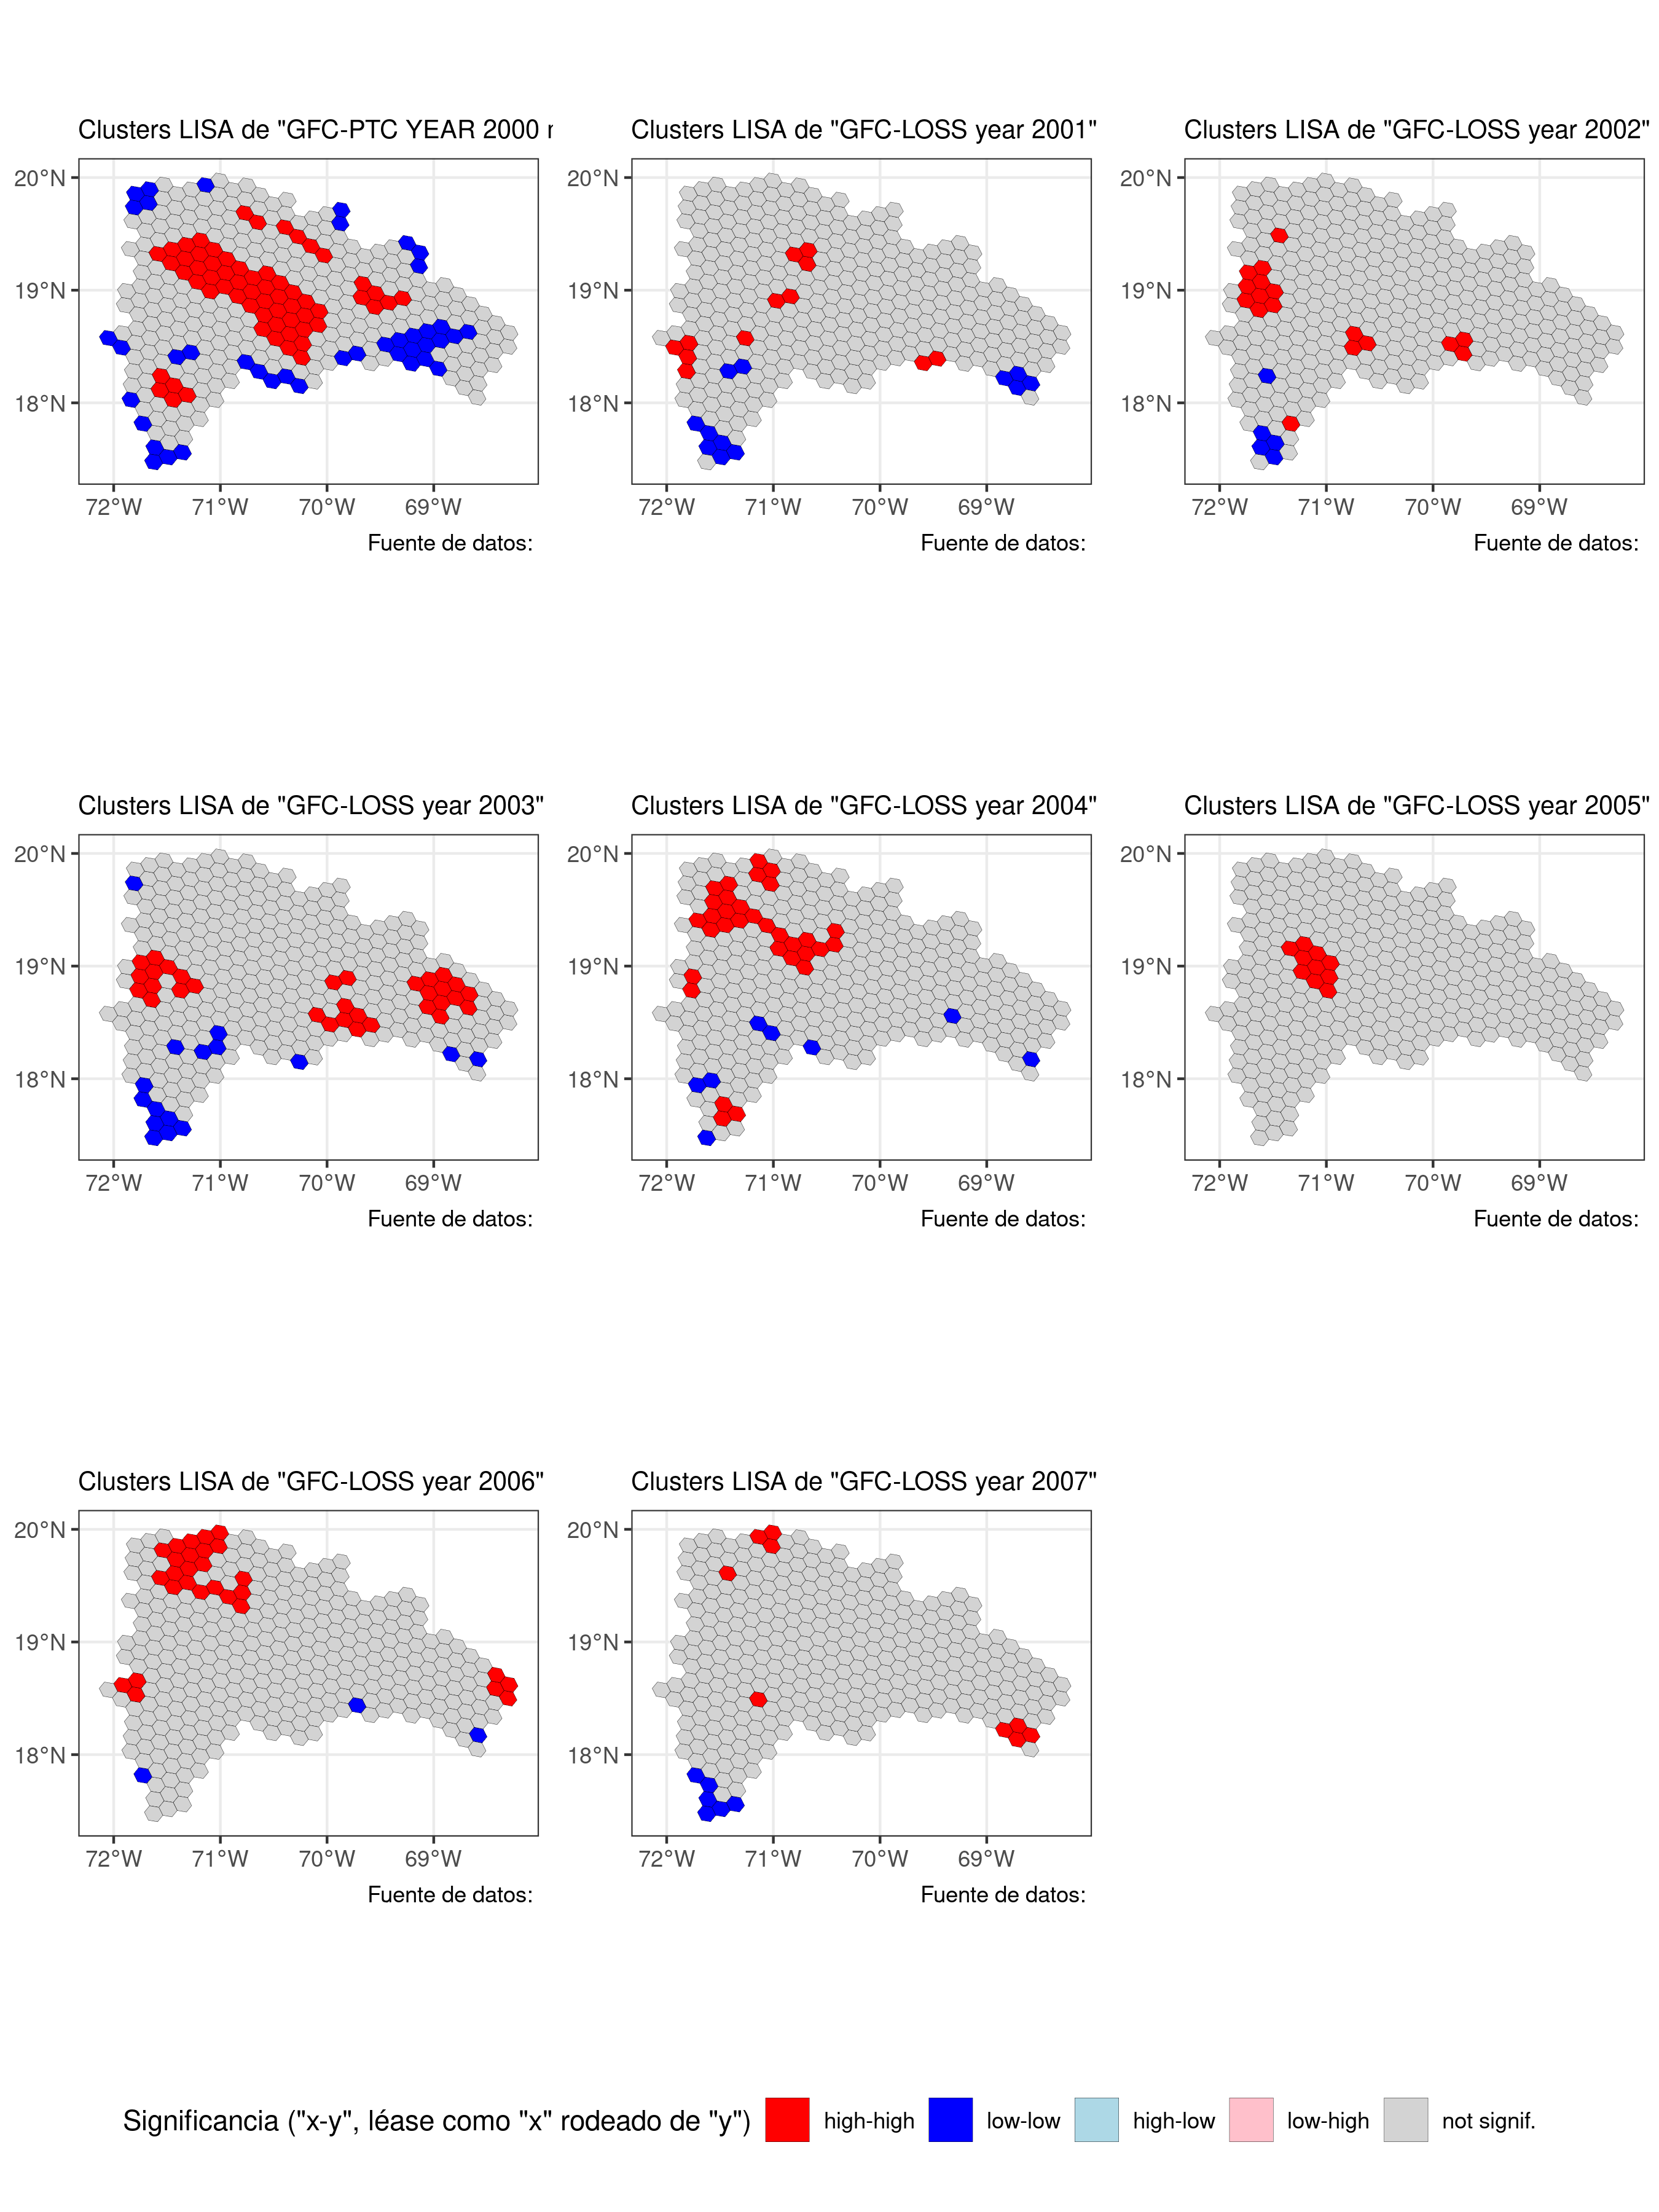 Clusters LISA de "GFC-PTC YEAR 2000 r
Clusters LISA de "GFC-LOSS year 2001"
Clusters LISA de "GFC-LOSS year 2002"
20°N
19°N
18°N
72°W 71°W 70°W 69°W
Fuente de datos:
20°N
19°N
18°N
72°W 71°W 70°W 69°W
Fuente de datos:
20°N
19°N
18°N
72°W 71°W 70°W 69°W
Fuente de datos:
Clusters LISA de "GFC-LOSS year 2003"
Clusters LISA de "GFC-LOSS year 2004"
Clusters LISA de "GFC-LOSS year 2005"
20°N
19°N
18°N
72°W 71°W 70°W 69°W
Fuente de datos:
20°N
19°N
18°N
72°W 71°W 70°W 69°W
Fuente de datos:
20°N
19°N
18°N
72°W 71°W 70°W 69°W
Fuente de datos:
Clusters LISA de "GFC-LOSS year 2006"
Clusters LISA de "GFC-LOSS year 2007"
20°N
19°N
18°N
72°W 71°W 70°W 69°W
Fuente de datos:
20°N
19°N
18°N
72°W 71°W 70°W 69°W
Fuente de datos:
Significancia ("x-y", léase como "x" rodeado de "y") high-high low-low high-low low-high not signif.